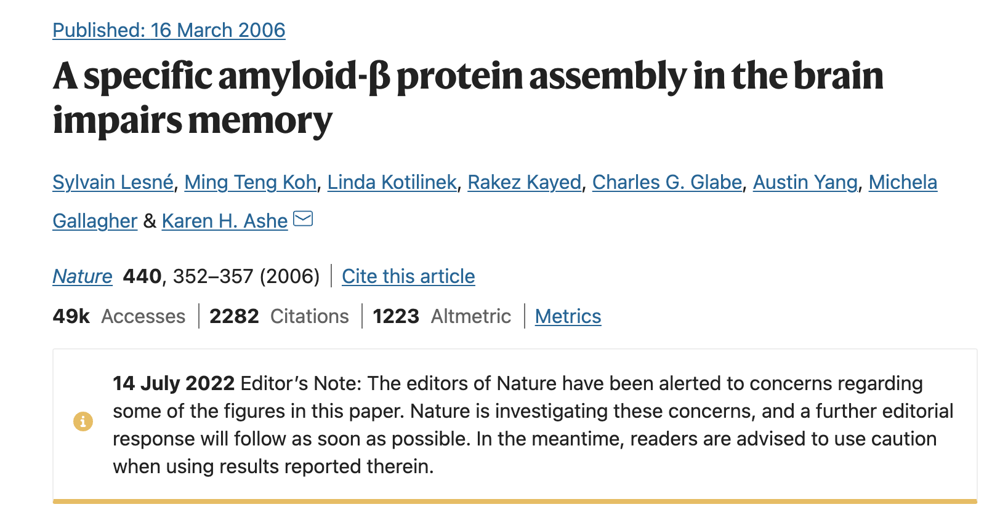 Published: 16 March 2006
A specific amyloid-β protein assembly in the brain
impairs memory
Sylvain Lesné, Ming Teng Koh, Linda Kotilinek, Rakez Kayed, Charles G. Glabe, Austin Yang, Michela
Gallagher & Karen H. Ashe
Nature 440, 352–357 (2006) | Cite this article
49k Accesses | 2282 Citations | 1223 Altmetric | Metrics
14 July 2022 Editor’s Note: The editors of Nature have been alerted to concerns regarding
some of the figures in this paper. Nature is investigating these concerns, and a further editorial
response will follow as soon as possible. In the meantime, readers are advised to use caution
when using results reported therein.